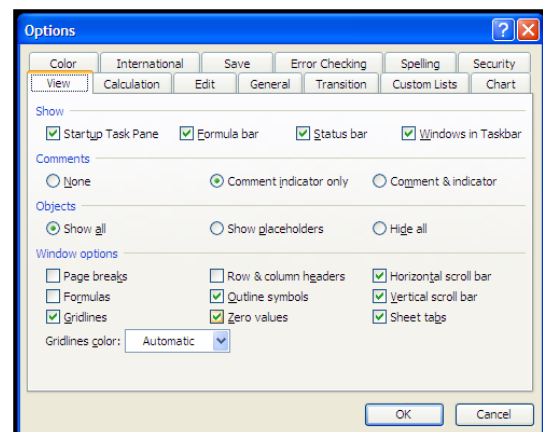 Options
Color International Save Error Checking Spelling Security
View Calculation Edit General Transition Custom Lists Chart
Show
Startup Task Pane Formula bar Status bar Windows in Taskbar
Comments
None Comment indicator only Comment & indicator
Objects
Show all Show placeholders Hide all
Window options
Page breaks Row & column headers Horizontal scroll bar
Formulas Outline symbols Vertical scroll bar
Gridlines Zero values Sheet tabs
Gridlines color: Automatic
OK Cancel